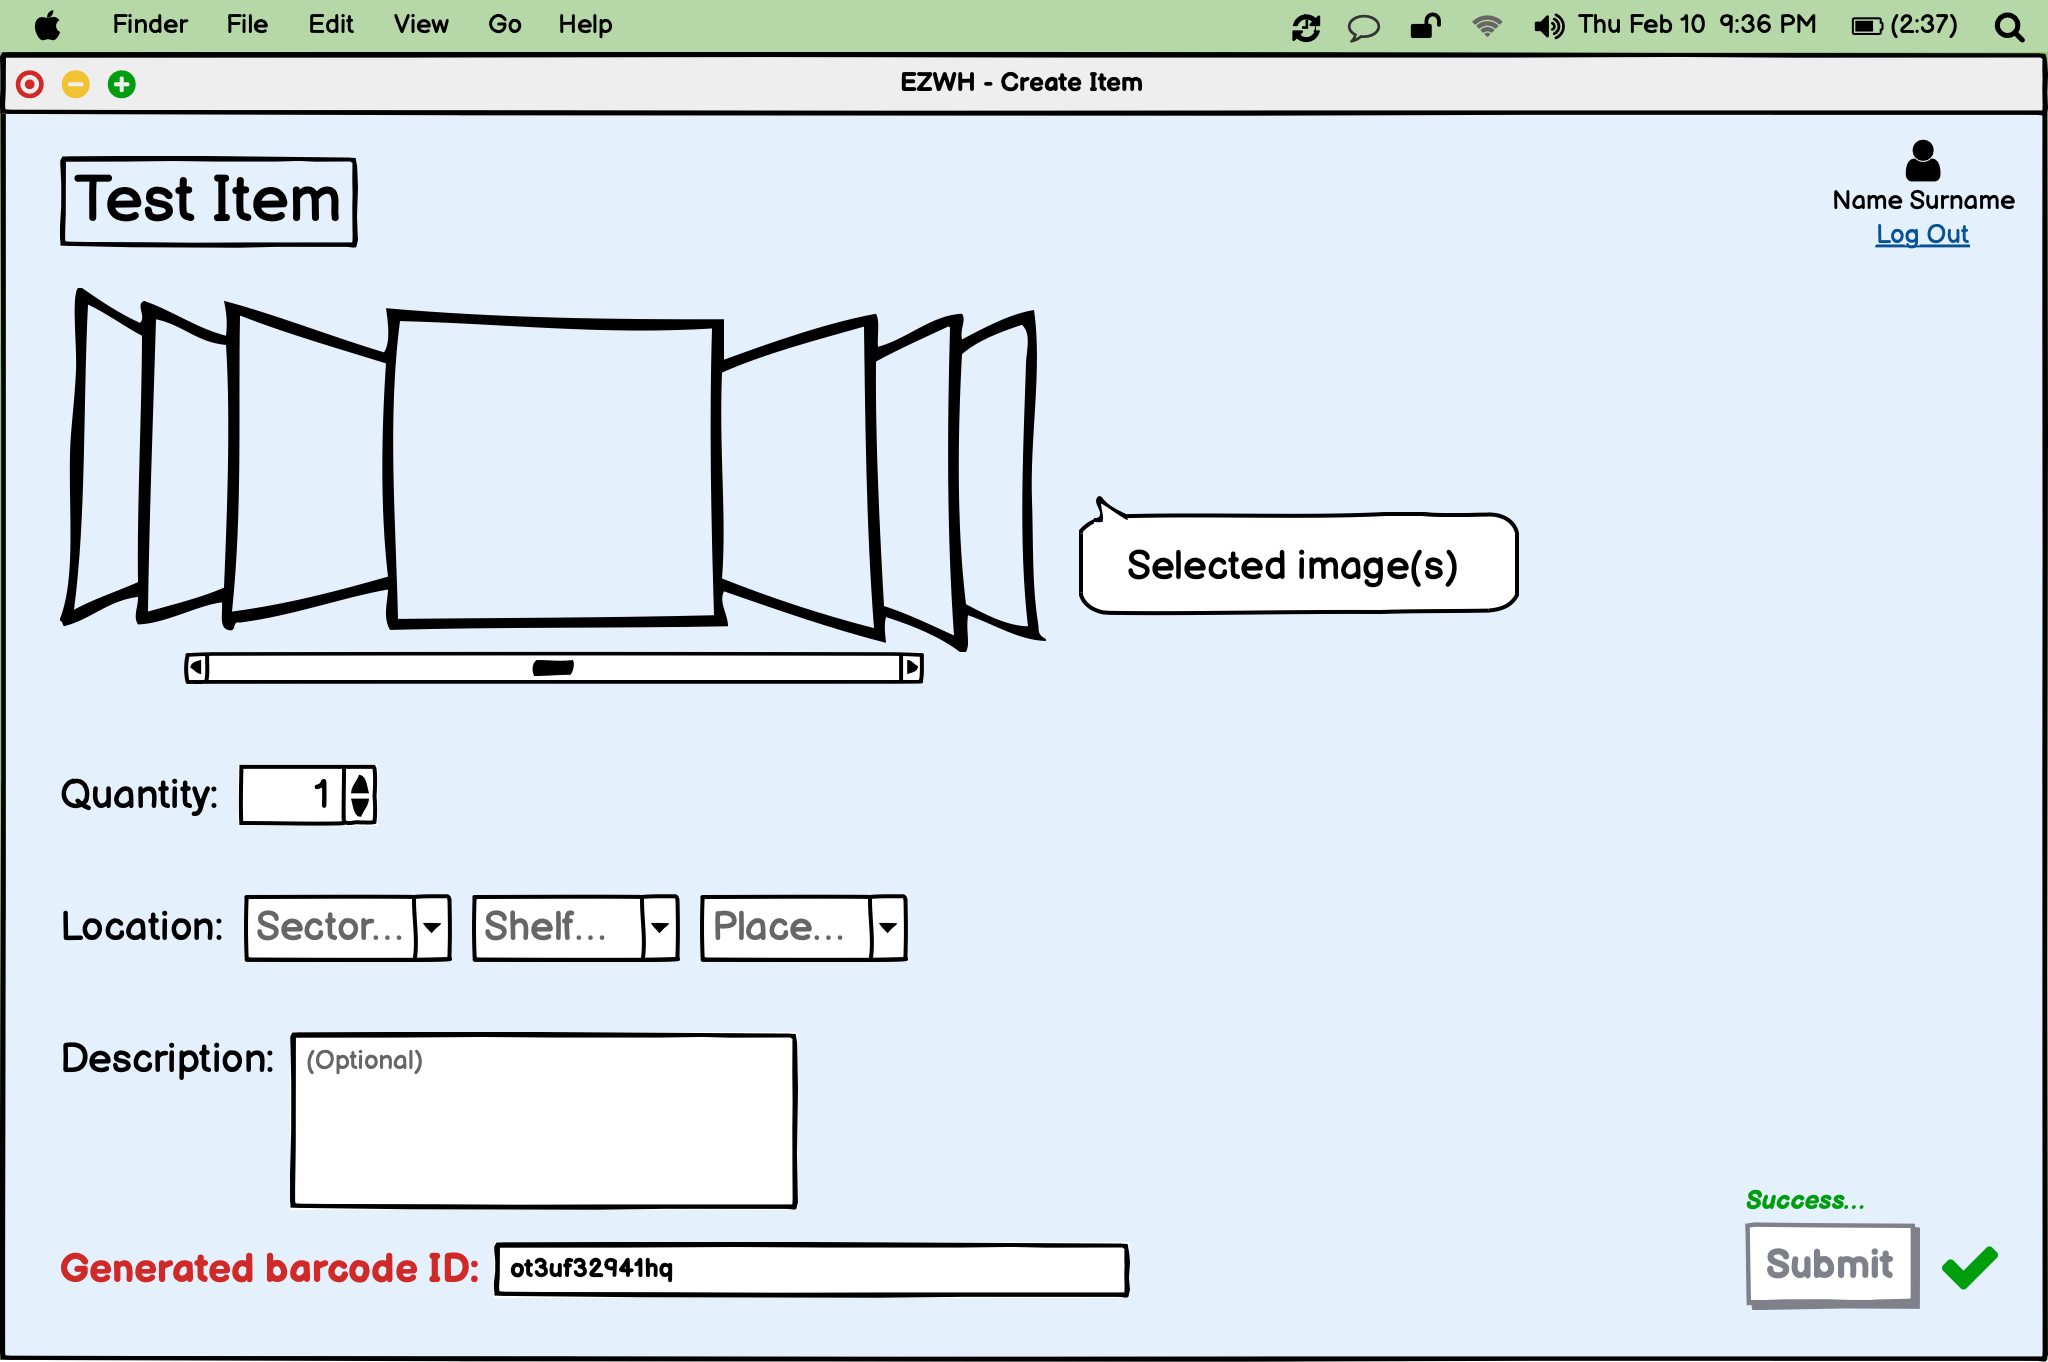 Finder File Edit View Go Help Thu Feb 10 9:36 PM (2:37)
EZWH - Create Item
Test Item
Name Surname
Log Out
Selected image(s)
Quantity: 1
Location: Sector... Shelf... Place...
Description: (Optional)
Success...
Generated barcode ID: ot3uf32941hq
Submit